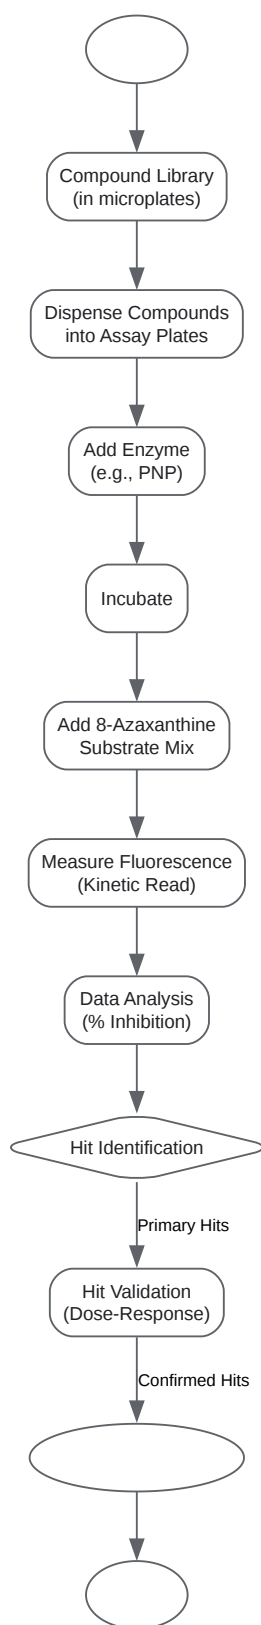 Compound Library
(in microplates)
Dispense Compounds
into Assay Plates
Add Enzyme
(e.g., PNP)
Incubate
Add 8-Azaxanthine
Substrate Mix
Measure Fluorescence
(Kinetic Read)
Data Analysis
(% Inhibition)
Hit Identification
Primary Hits
Hit Validation
(Dose-Response)
Confirmed Hits